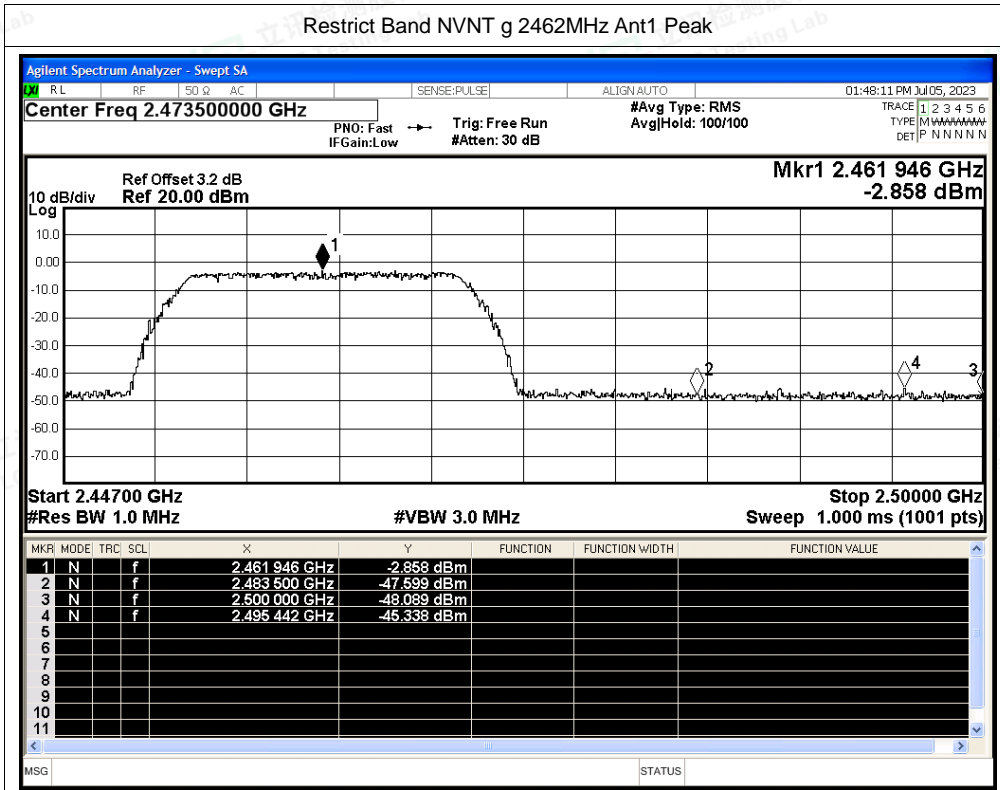 Restrict Band NVNT g 2462MHz Ant1 Peak
Agilent Spectrum Analyzer - Swept SA
LXI RL RF 50 Ω AC SENSE:PULSE ALIGN AUTO 01:48:11 PM Jul 05, 2023
Center Freq 2.473500000 GHz #Avg Type: RMS TRACE 1 2 3 4 5 6
PNO: Fast Trig: Free Run Avg|Hold: 100/100 TYPE M WWWWW
IFGain:Low #Atten: 30 dB DET P N N N N N
Mkr1 2.461 946 GHz
Ref Offset 3.2 dB -2.858 dBm
10 dB/div Ref 20.00 dBm
Log
10.0
1
0.00
-10.0
-20.0
-30.0
-40.0
2 4 3
-50.0
-60.0
-70.0
Start 2.44700 GHz Stop 2.50000 GHz
#Res BW 1.0 MHz #VBW 3.0 MHz Sweep 1.000 ms (1001 pts)
MKR MODE TRC SCL X Y FUNCTION FUNCTION WIDTH FUNCTION VALUE
1 N f 2.461 946 GHz -2.858 dBm
2 N f 2.483 500 GHz -47.599 dBm
3 N f 2.500 000 GHz -48.089 dBm
4 N f 2.495 442 GHz -45.338 dBm
5
6
7
8
9
10
11
MSG STATUS